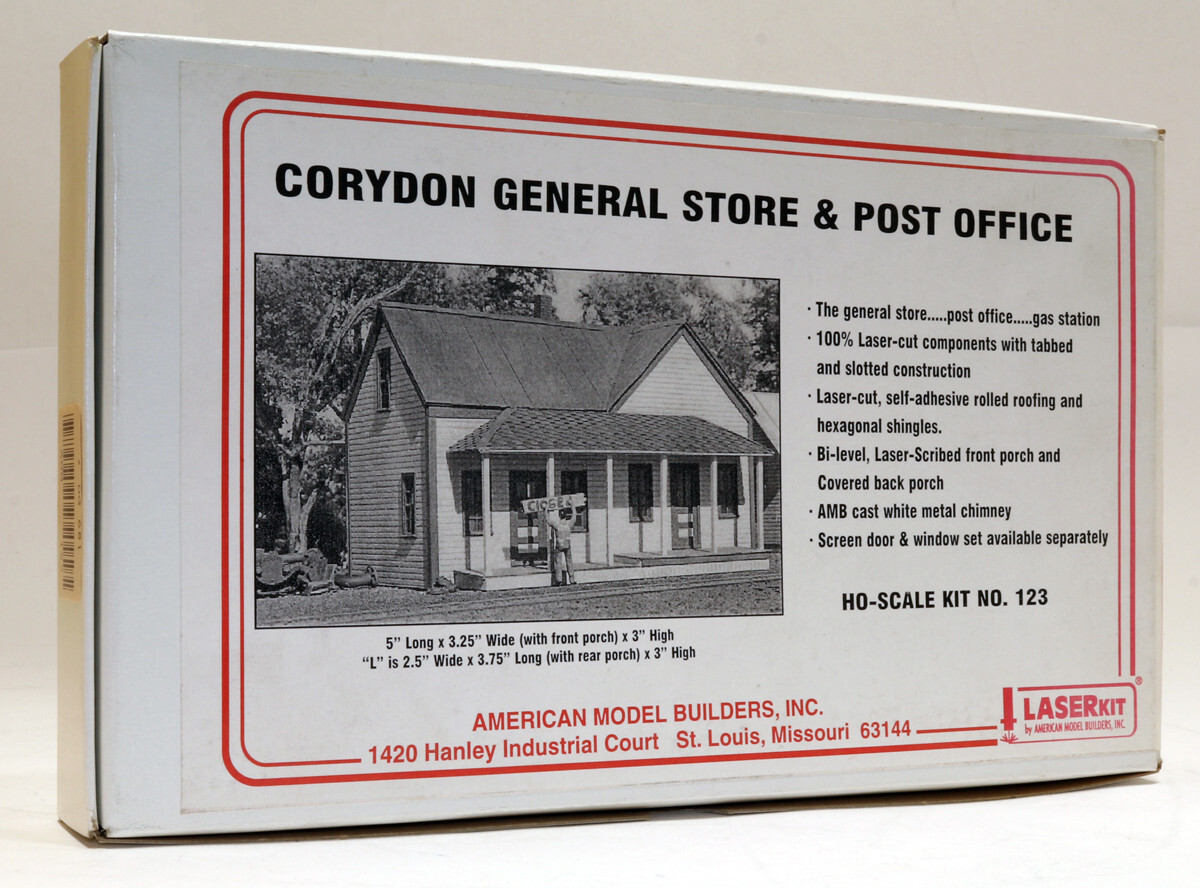 CORYDON GENERAL STORE & POST OFFICE
CLOSED
· The general store.....post office.....gas station
· 100% Laser-cut components with tabbed
and slotted construction
· Laser-cut, self-adhesive rolled roofing and
hexagonal shingles.
· Bi-level, Laser-Scribed front porch and
Covered back porch
· AMB cast white metal chimney
· Screen door & window set available separately
HO-SCALE KIT NO. 123
5” Long x 3.25” Wide (with front porch) x 3” High
“L” is 2.5” Wide x 3.75” Long (with rear porch) x 3” High
AMERICAN MODEL BUILDERS, INC.
1420 Hanley Industrial Court St. Louis, Missouri 63144
LASERKIT ®
by AMERICAN MODEL BUILDERS, INC.